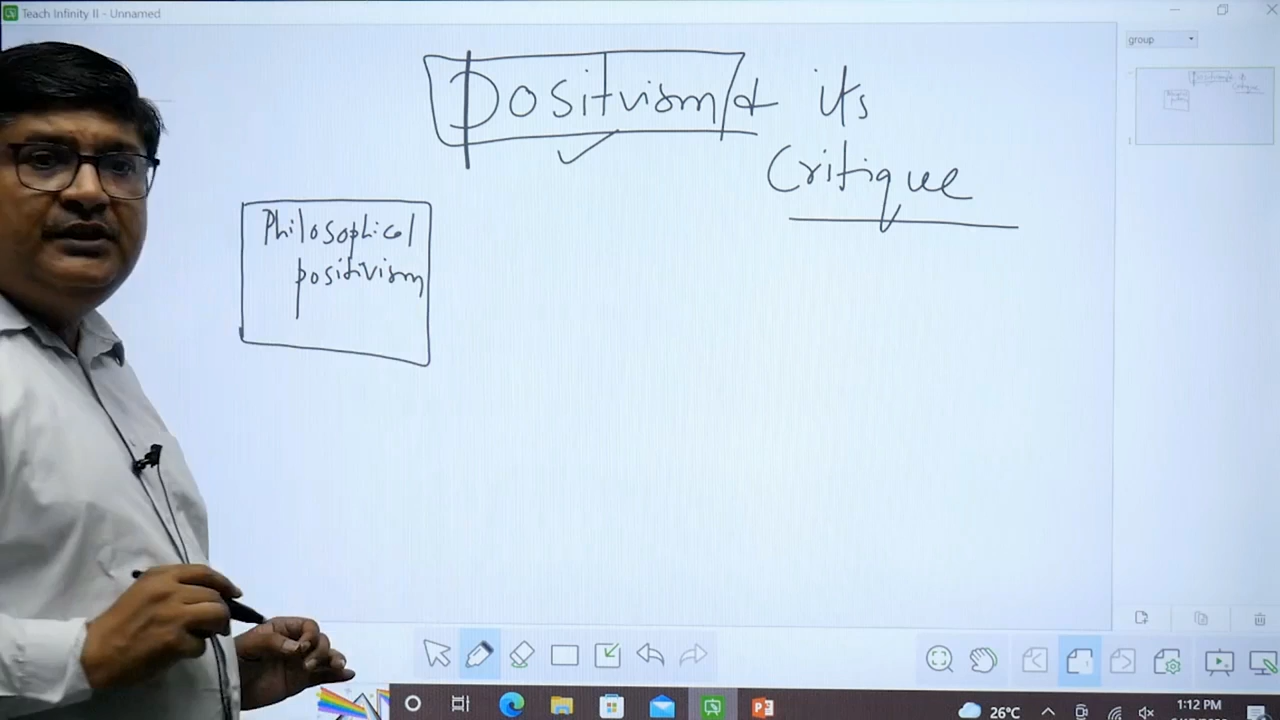 Teach Infinity II - Unnamed
group
Positivism & its
Critique
Philosophical
positivism
26°C
1:12 PM